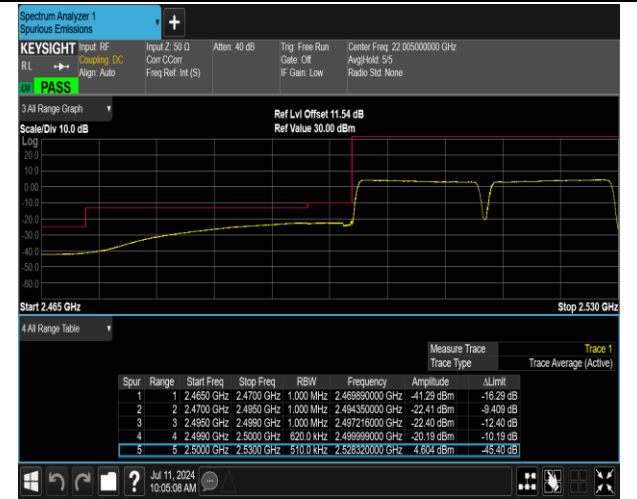 Spectrum Analyzer 1
Spurious Emissions
KEYSIGHT Input: RF Input Z: 50 Ω Atten: 40 dB Trig: Free Run Center Freq: 22.005000000 GHz
RL Coupling: DC Corr CCorr Gate: Off Avg|Hold: 5/5
Align: Auto Freq Ref: Int (S) IF Gain: Low Radio Std: None
PASS
3 All Range Graph
Ref Lvl Offset 11.54 dB
Scale/Div 10.0 dB Ref Value 30.00 dBm
Log
20.0
10.0
0.00
-10.0
-20.0
-30.0
-40.0
-50.0
-60.0
Start 2.465 GHz Stop 2.530 GHz
4 All Range Table
Measure Trace Trace 1
Trace Type Trace Average (Active)
Spur Range Start Freq Stop Freq RBW Frequency Amplitude ΔLimit
1 1 2.4650 GHz 2.4700 GHz 1.000 MHz 2.469890000 GHz -41.29 dBm -16.29 dB
2 2 2.4700 GHz 2.4950 GHz 1.000 MHz 2.494350000 GHz -22.41 dBm -9.409 dB
3 3 2.4950 GHz 2.4990 GHz 1.000 MHz 2.497216000 GHz -22.40 dBm -12.40 dB
4 4 2.4990 GHz 2.5000 GHz 620.0 kHz 2.499999000 GHz -20.19 dBm -10.19 dB
5 5 2.5000 GHz 2.5300 GHz 510.0 kHz 2.528320000 GHz 4.604 dBm -45.40 dB
Jul 11, 2024
10:05:08 AM